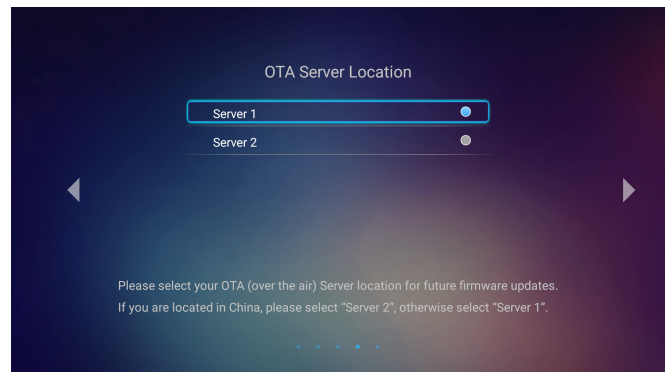 OTA Server Location
Server 1
Server 2
Please select your OTA (over the air) Server location for future firmware updates.
If you are located in China, please select “Server 2”, otherwise select “Server 1”.